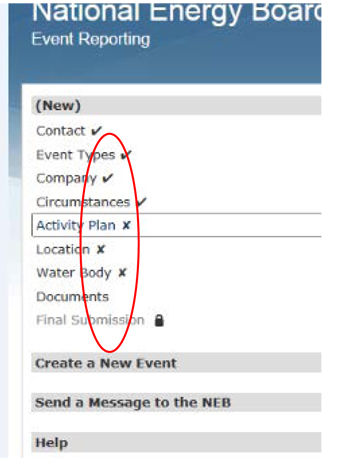 National Energy Board
Event Reporting
(New)
Contact ✔
Event Types ✔
Company ✔
Circumstances ✔
Activity Plan ✘
Location ✘
Water Body ✘
Documents
Final Submission
Create a New Event
Send a Message to the NEB
Help